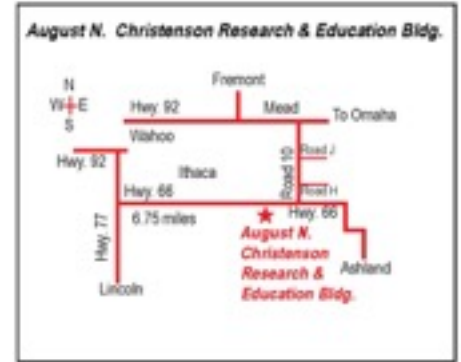 August N. Christenson Research & Education Bldg.
N
W E
S
Fremont
Hwy. 92
Mead
To Omaha
Wahoo
Hwy. 92
Road J
Ithaca
Road 10
Hwy. 66
Road H
6.75 miles
Hwy. 66
Hwy. 77
August N.
Christenson
Research &
Education Bldg.
Ashland
Lincoln